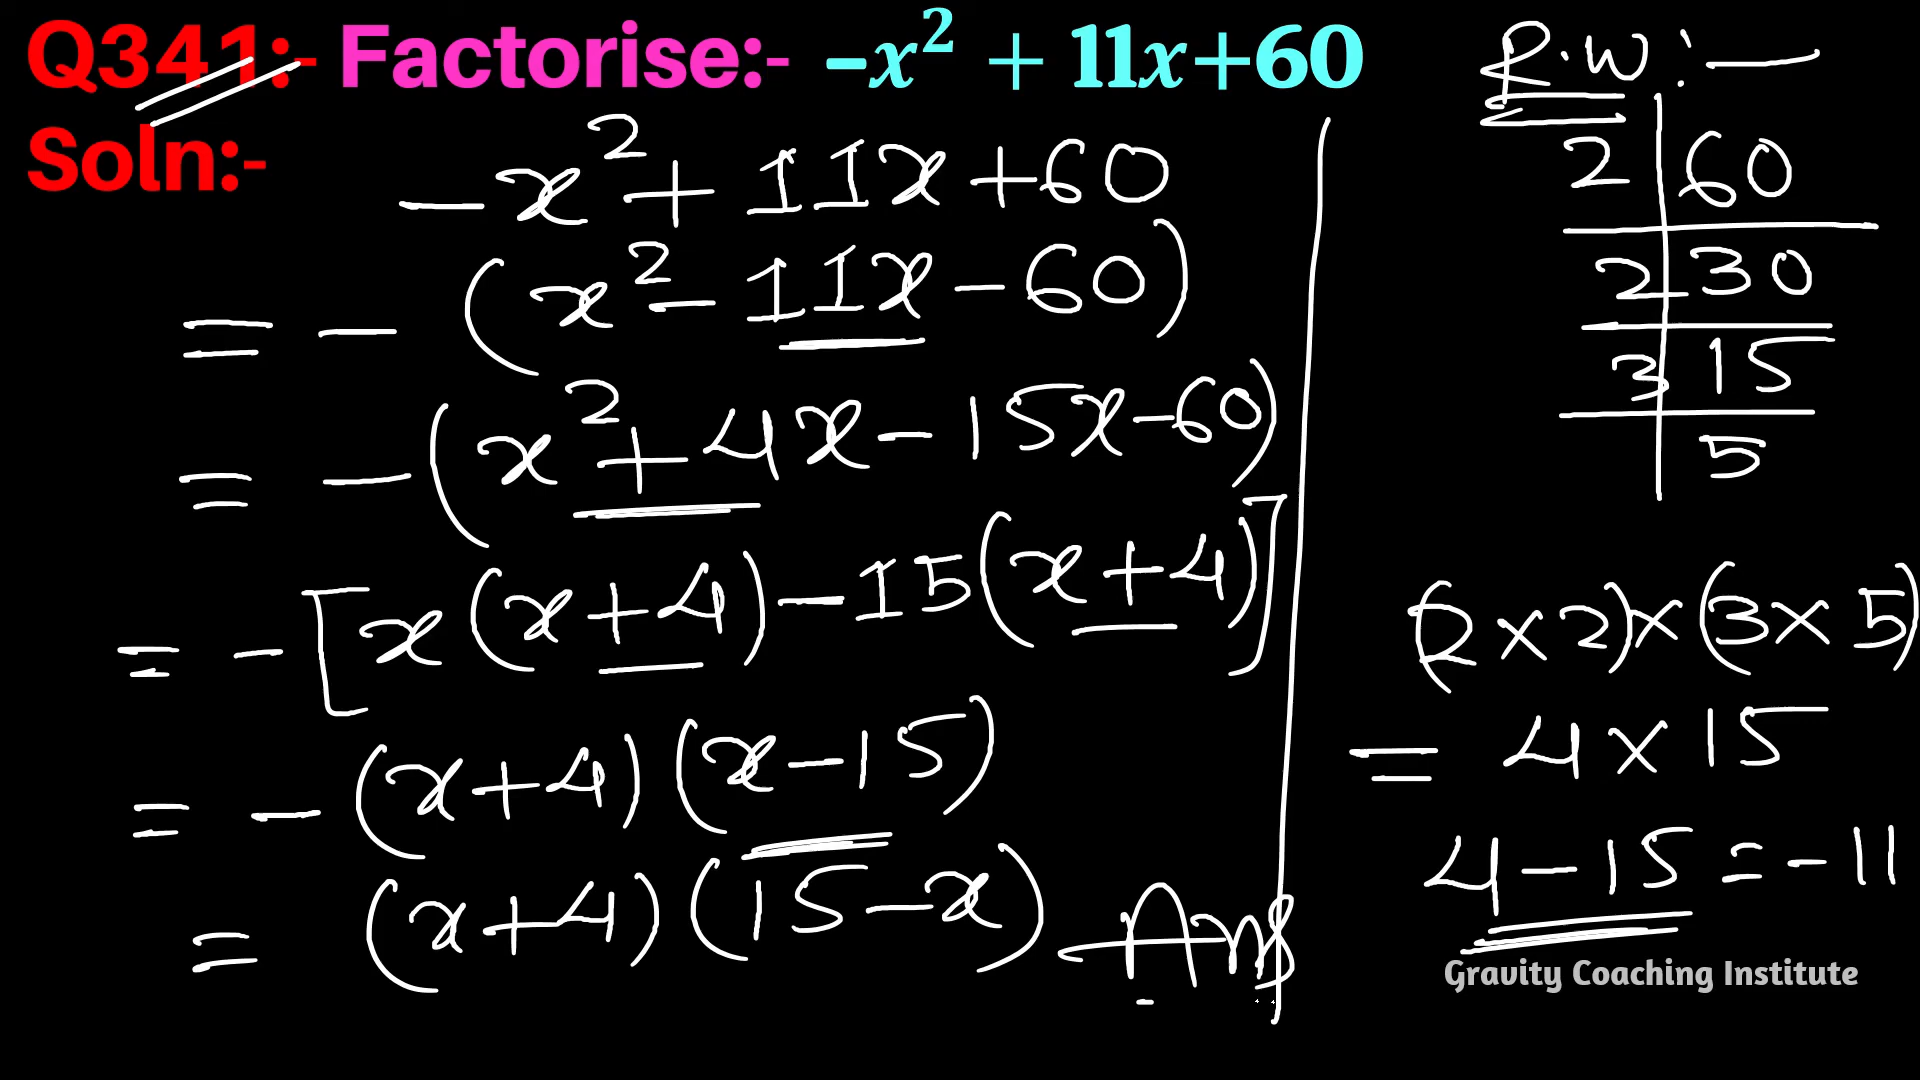 Q341:- Factorise:- –x² + 11x+60
Soln:-
-x²+11x+60
= -(x²-11x-60)
= -(x²+4x-15x-60)
= -[x(x+4)-15(x+4)]
= -(x+4)(x-15)
= (x+4)(15-x) Ans
R.W:-
2 | 60
2 | 30
3 | 15
5
(2×2)×(3×5)
= 4×15
4-15=-11
Gravity Coaching Institute